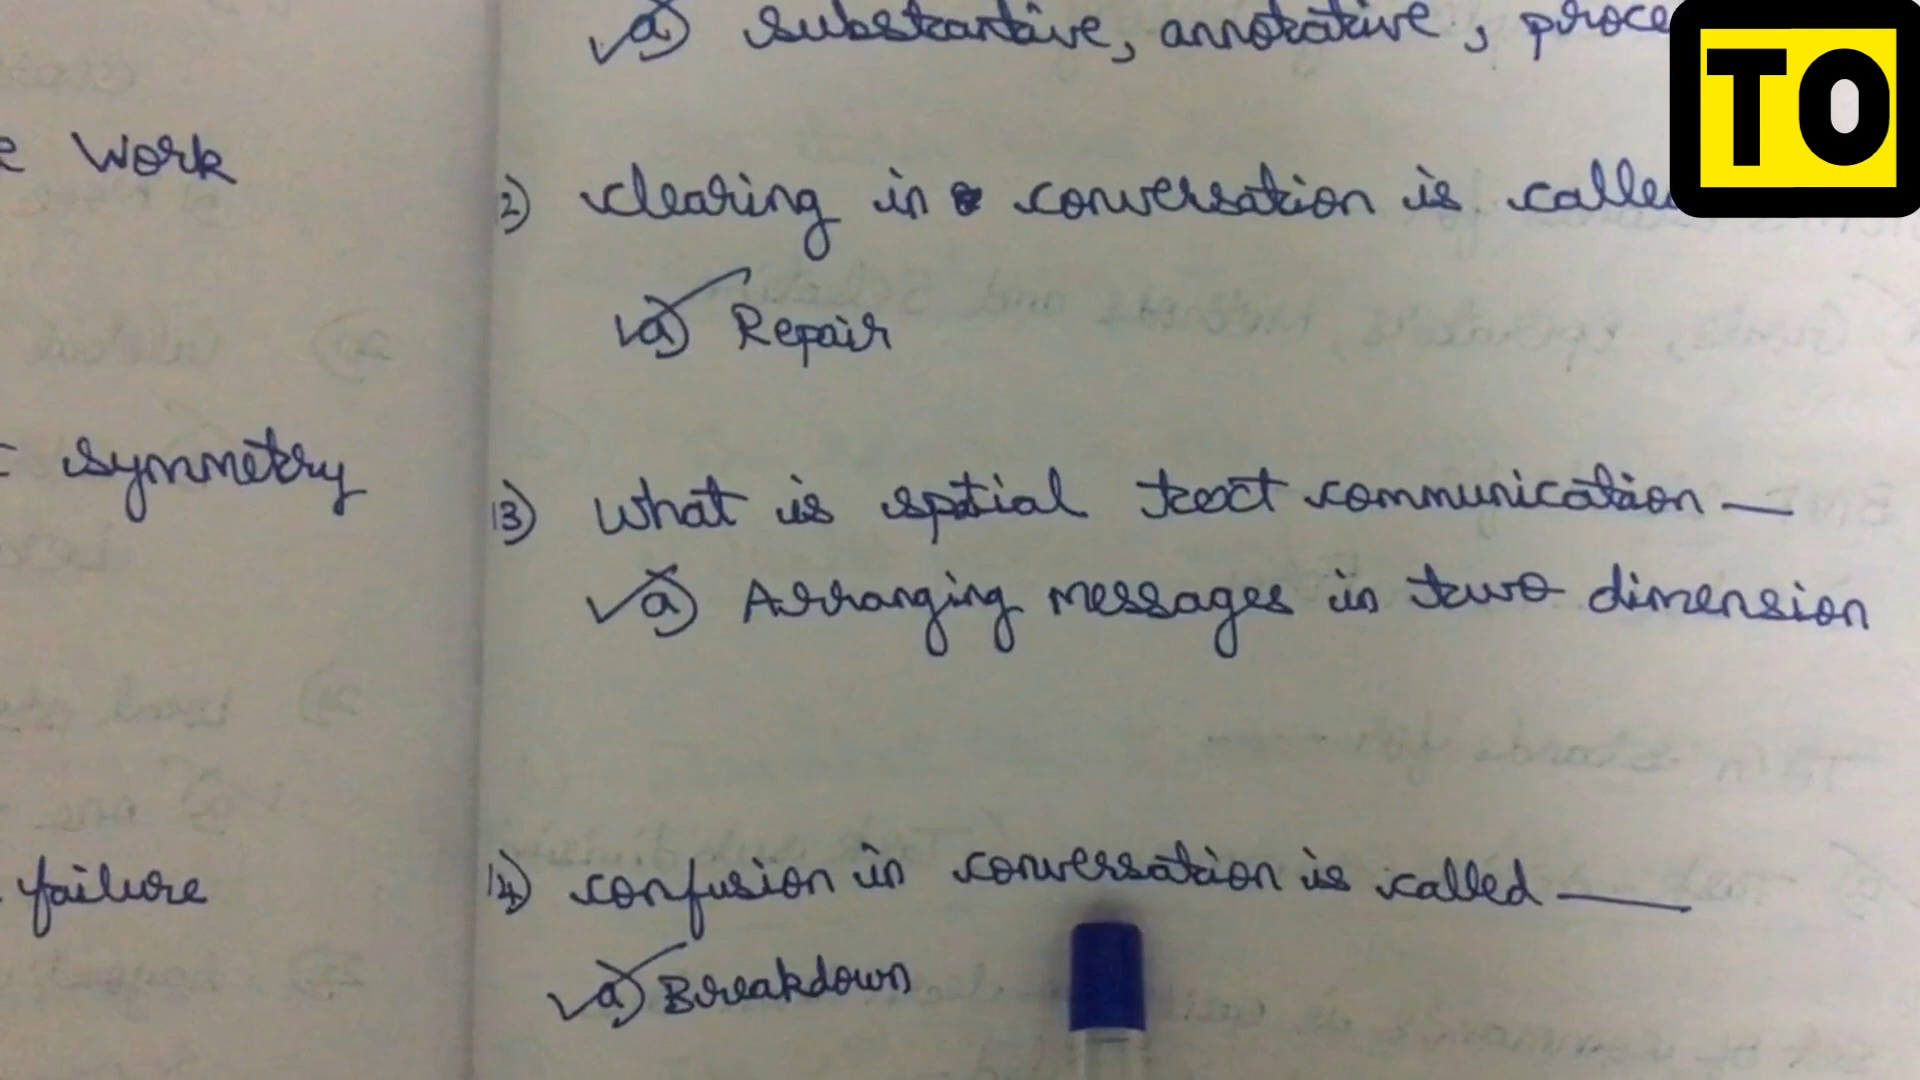 Work
symmetry
failure
a) substantive, annotative, proce
2) clearing in conversation is calle
a) Repair
13) what is spatial text communication —
a) Arranging messages in two dimension
14) confusion in conversation is called ——
a) Breakdown
TO